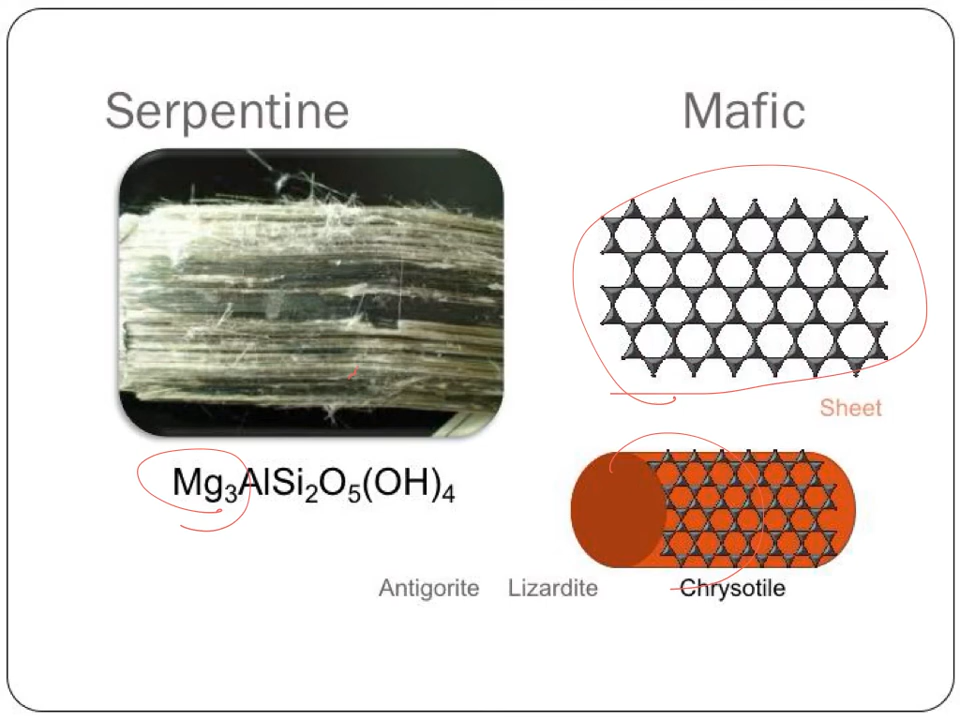 Serpentine
Mafic
Sheet
Mg₃AlSi₂O₅(OH)₄
Antigorite
Lizardite
Chrysotile